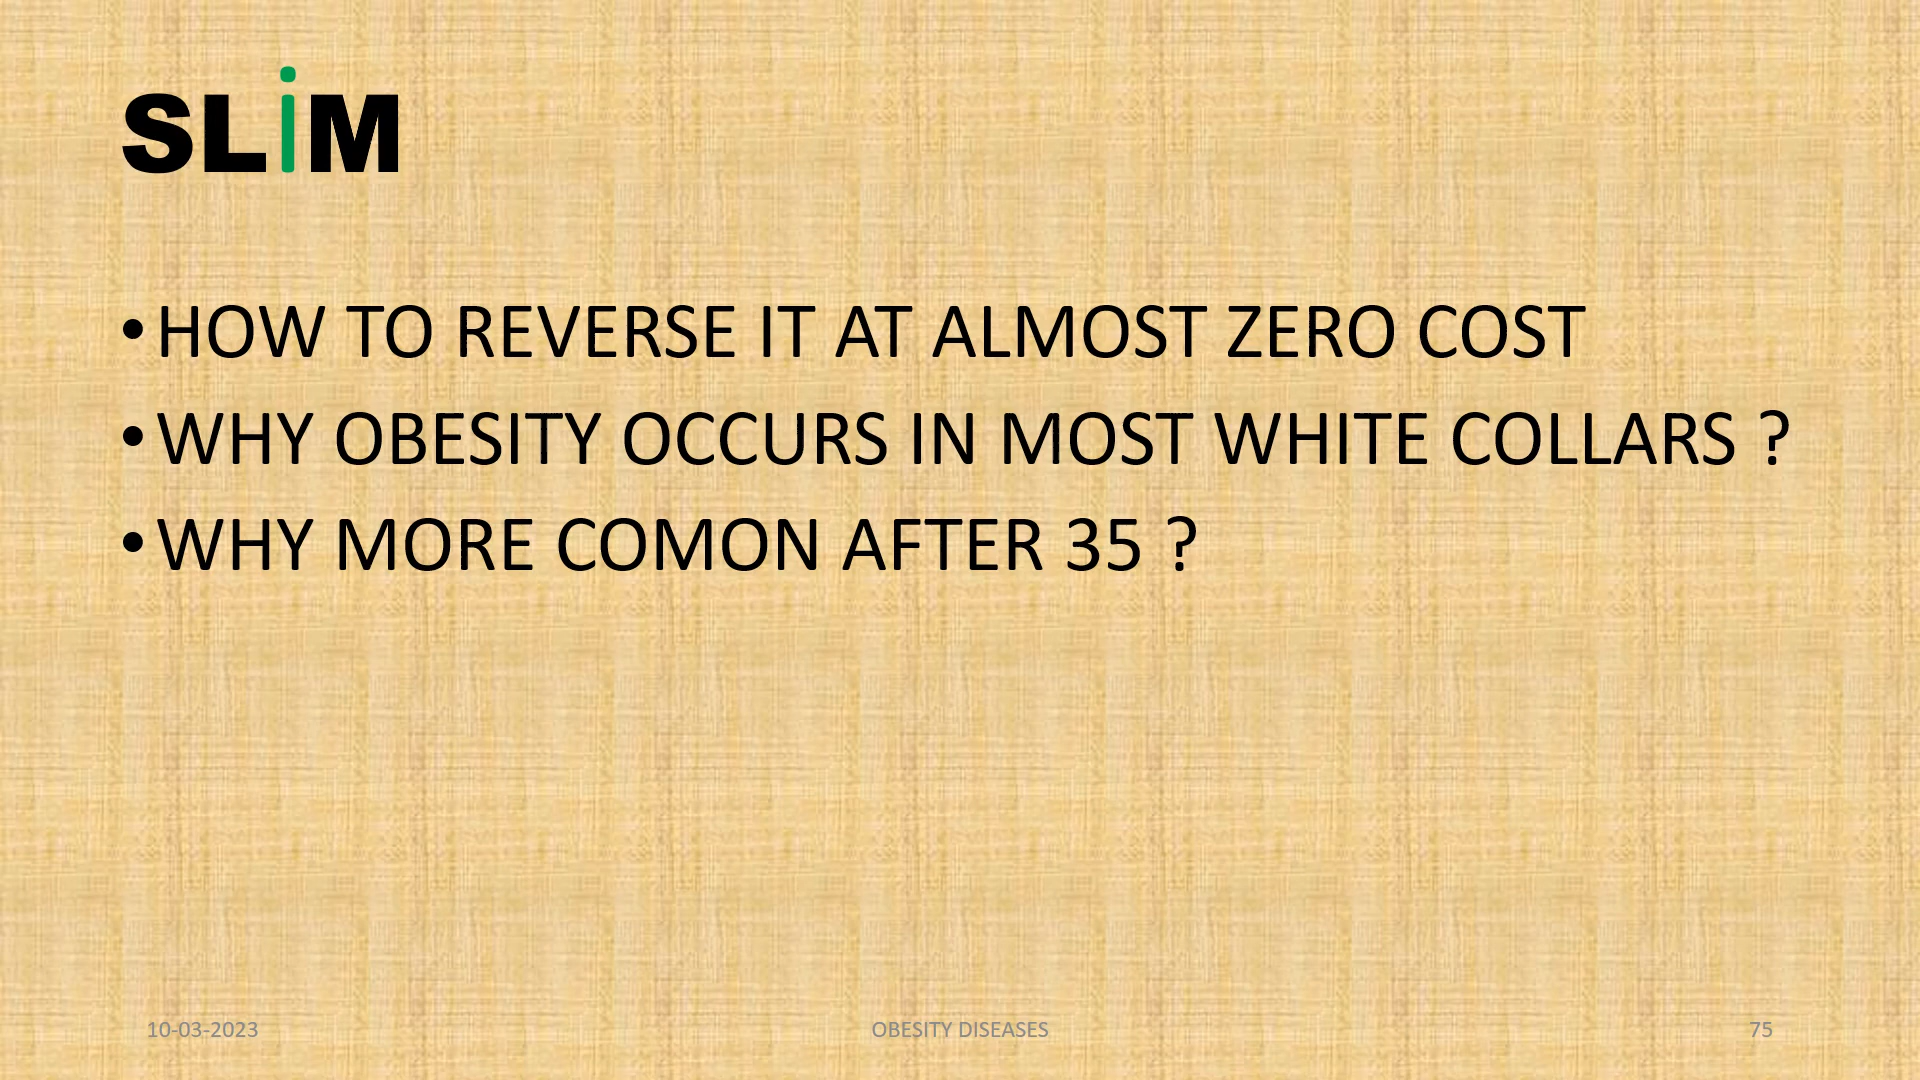 SLiM
• HOW TO REVERSE IT AT ALMOST ZERO COST
• WHY OBESITY OCCURS IN MOST WHITE COLLARS ?
• WHY MORE COMON AFTER 35 ?
10-03-2023 OBESITY DISEASES 75